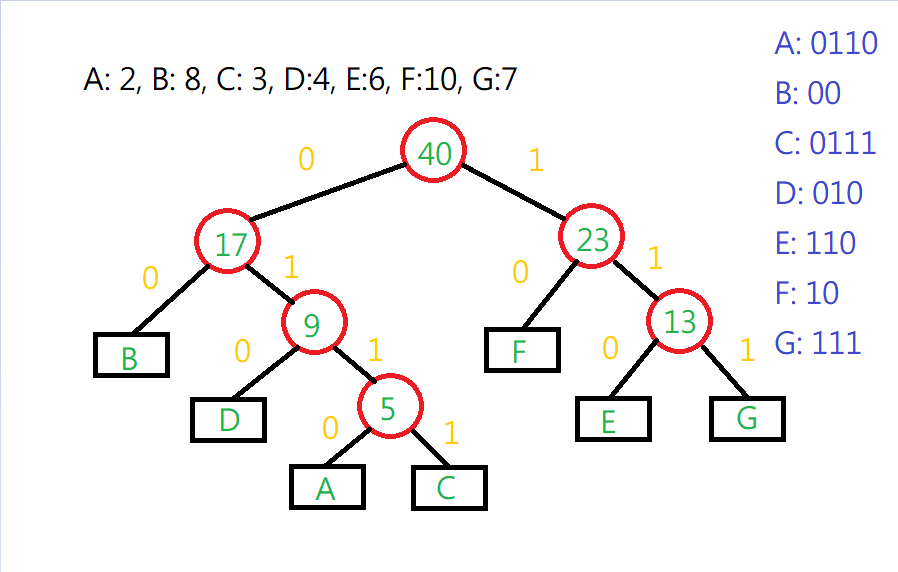 A: 2, B: 8, C: 3, D:4, E:6, F:10, G:7
40
0
1
17
23
0
1
0
1
B
9
F
13
0
1
0
1
D
5
E
G
0
1
A
C
A: 0110
B: 00
C: 0111
D: 010
E: 110
F: 10
G: 111